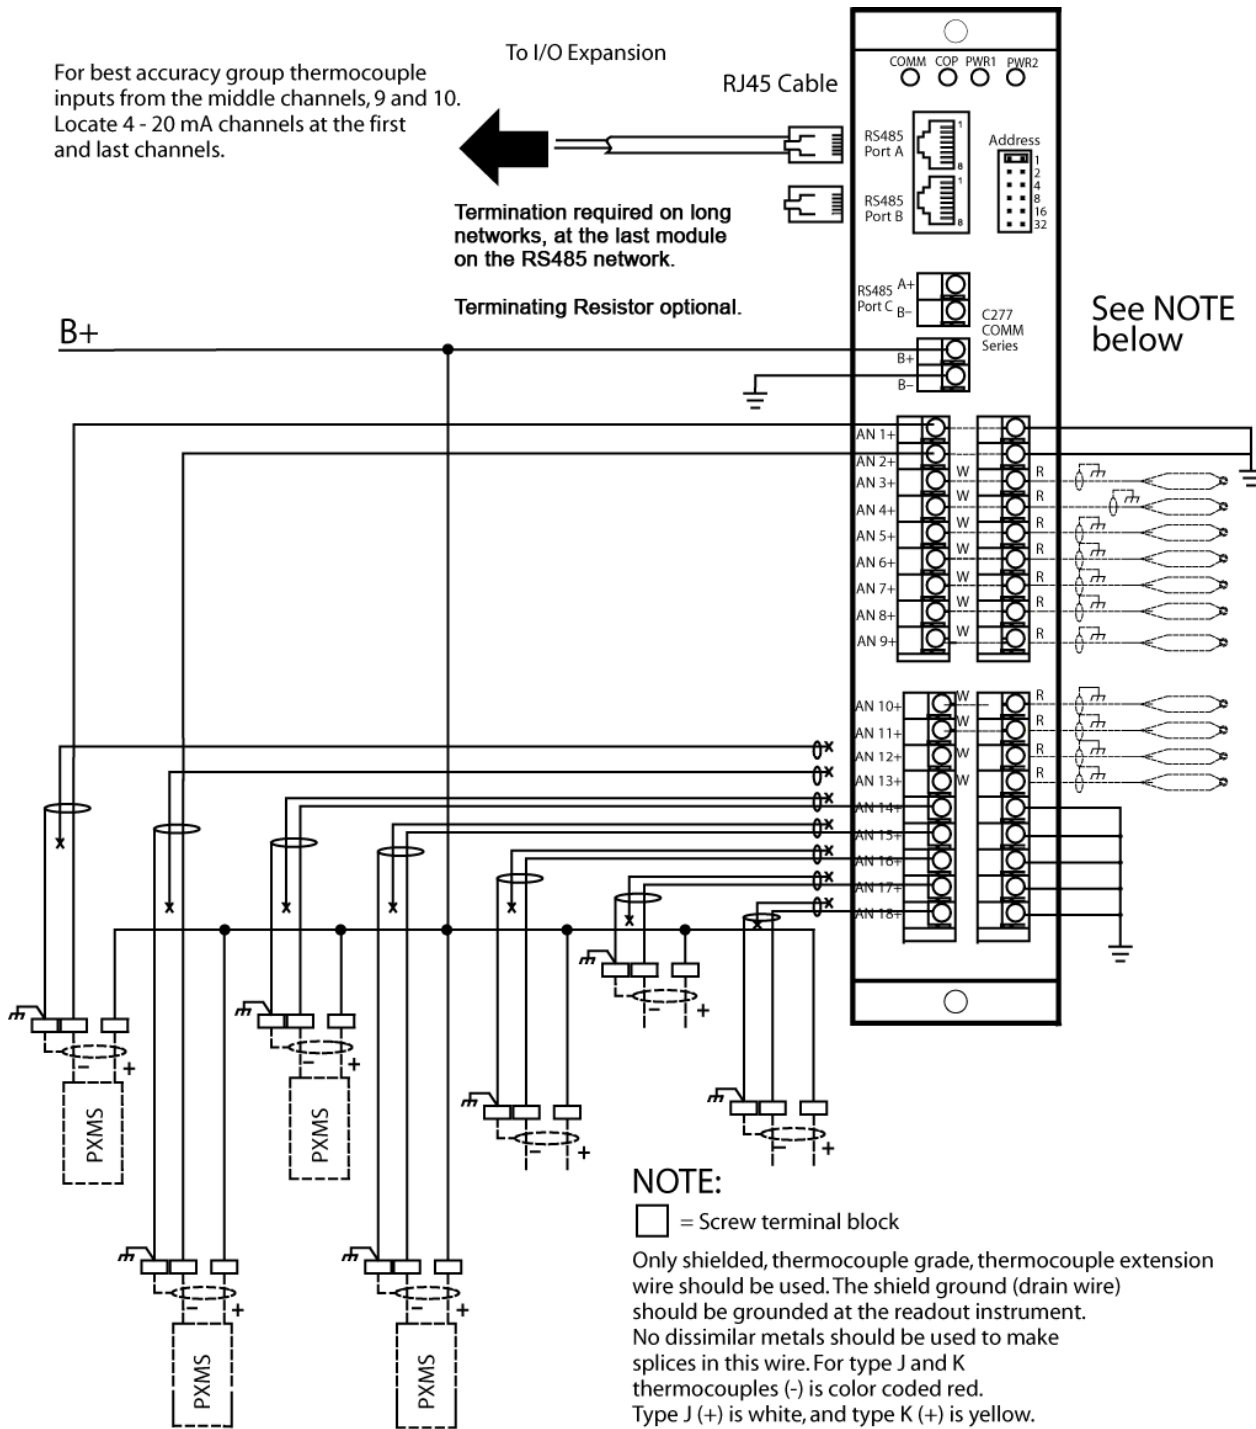 To I/O Expansion
For best accuracy group thermocouple
inputs from the middle channels, 9 and 10.
Locate 4 - 20 mA channels at the first
and last channels.
RJ45 Cable
COMM COP PWR1 PWR2
RS485
Port A
1
8
RS485
Port B
1
8
Address
1
2
4
8
16
32
Termination required on long
networks, at the last module
on the RS485 network.
Terminating Resistor optional.
RS485
Port C
A+
B−
C277
COMM
Series
B+
B−
See NOTE
below
B+
AN 1+
AN 2+
AN 3+ W R
AN 4+ W R
AN 5+ W R
AN 6+ W R
AN 7+ W R
AN 8+ W R
AN 9+ W R
AN 10+ W R
AN 11+ W R
AN 12+ W R
AN 13+ W R
AN 14+
AN 15+
AN 16+
AN 17+
AN 18+
− +
− +
− +
− +
− +
PXMS
PXMS
− +
− +
PXMS
PXMS
NOTE:
= Screw terminal block
Only shielded, thermocouple grade, thermocouple extension
wire should be used. The shield ground (drain wire)
should be grounded at the readout instrument.
No dissimilar metals should be used to make
splices in this wire. For type J and K
thermocouples (-) is color coded red.
Type J (+) is white, and type K (+) is yellow.